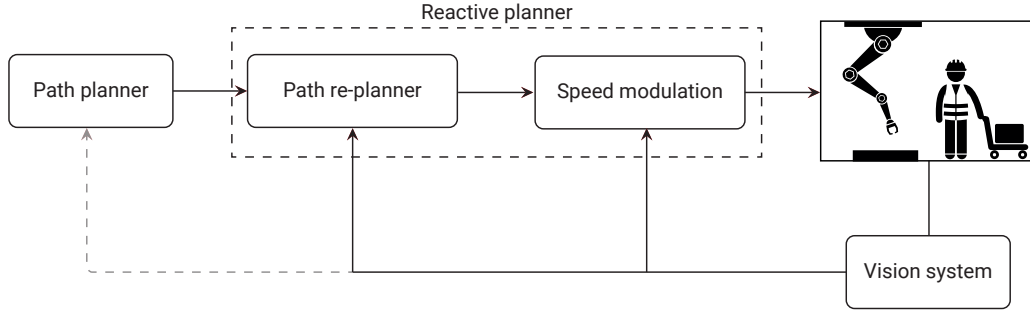 Reactive planner
Path planner
Path re-planner
Speed modulation
Vision system